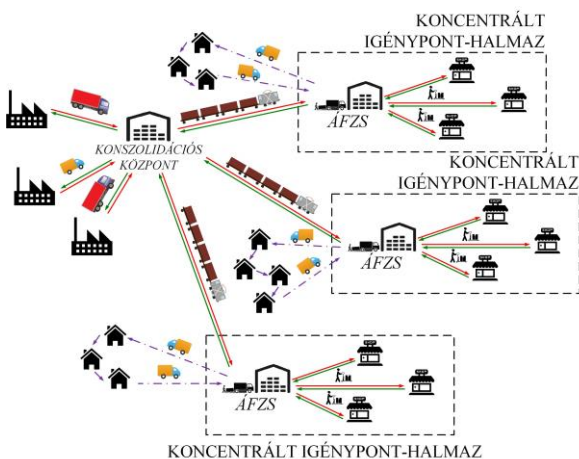 KONCENTRÁLT
IGÉNYPONT-HALMAZ
ÁFZS
KONSZOLIDÁCIÓS
KÖZPONT
KONCENTRÁLT
IGÉNYPONT-HALMAZ
ÁFZS
ÁFZS
KONCENTRÁLT IGÉNYPONT-HALMAZ